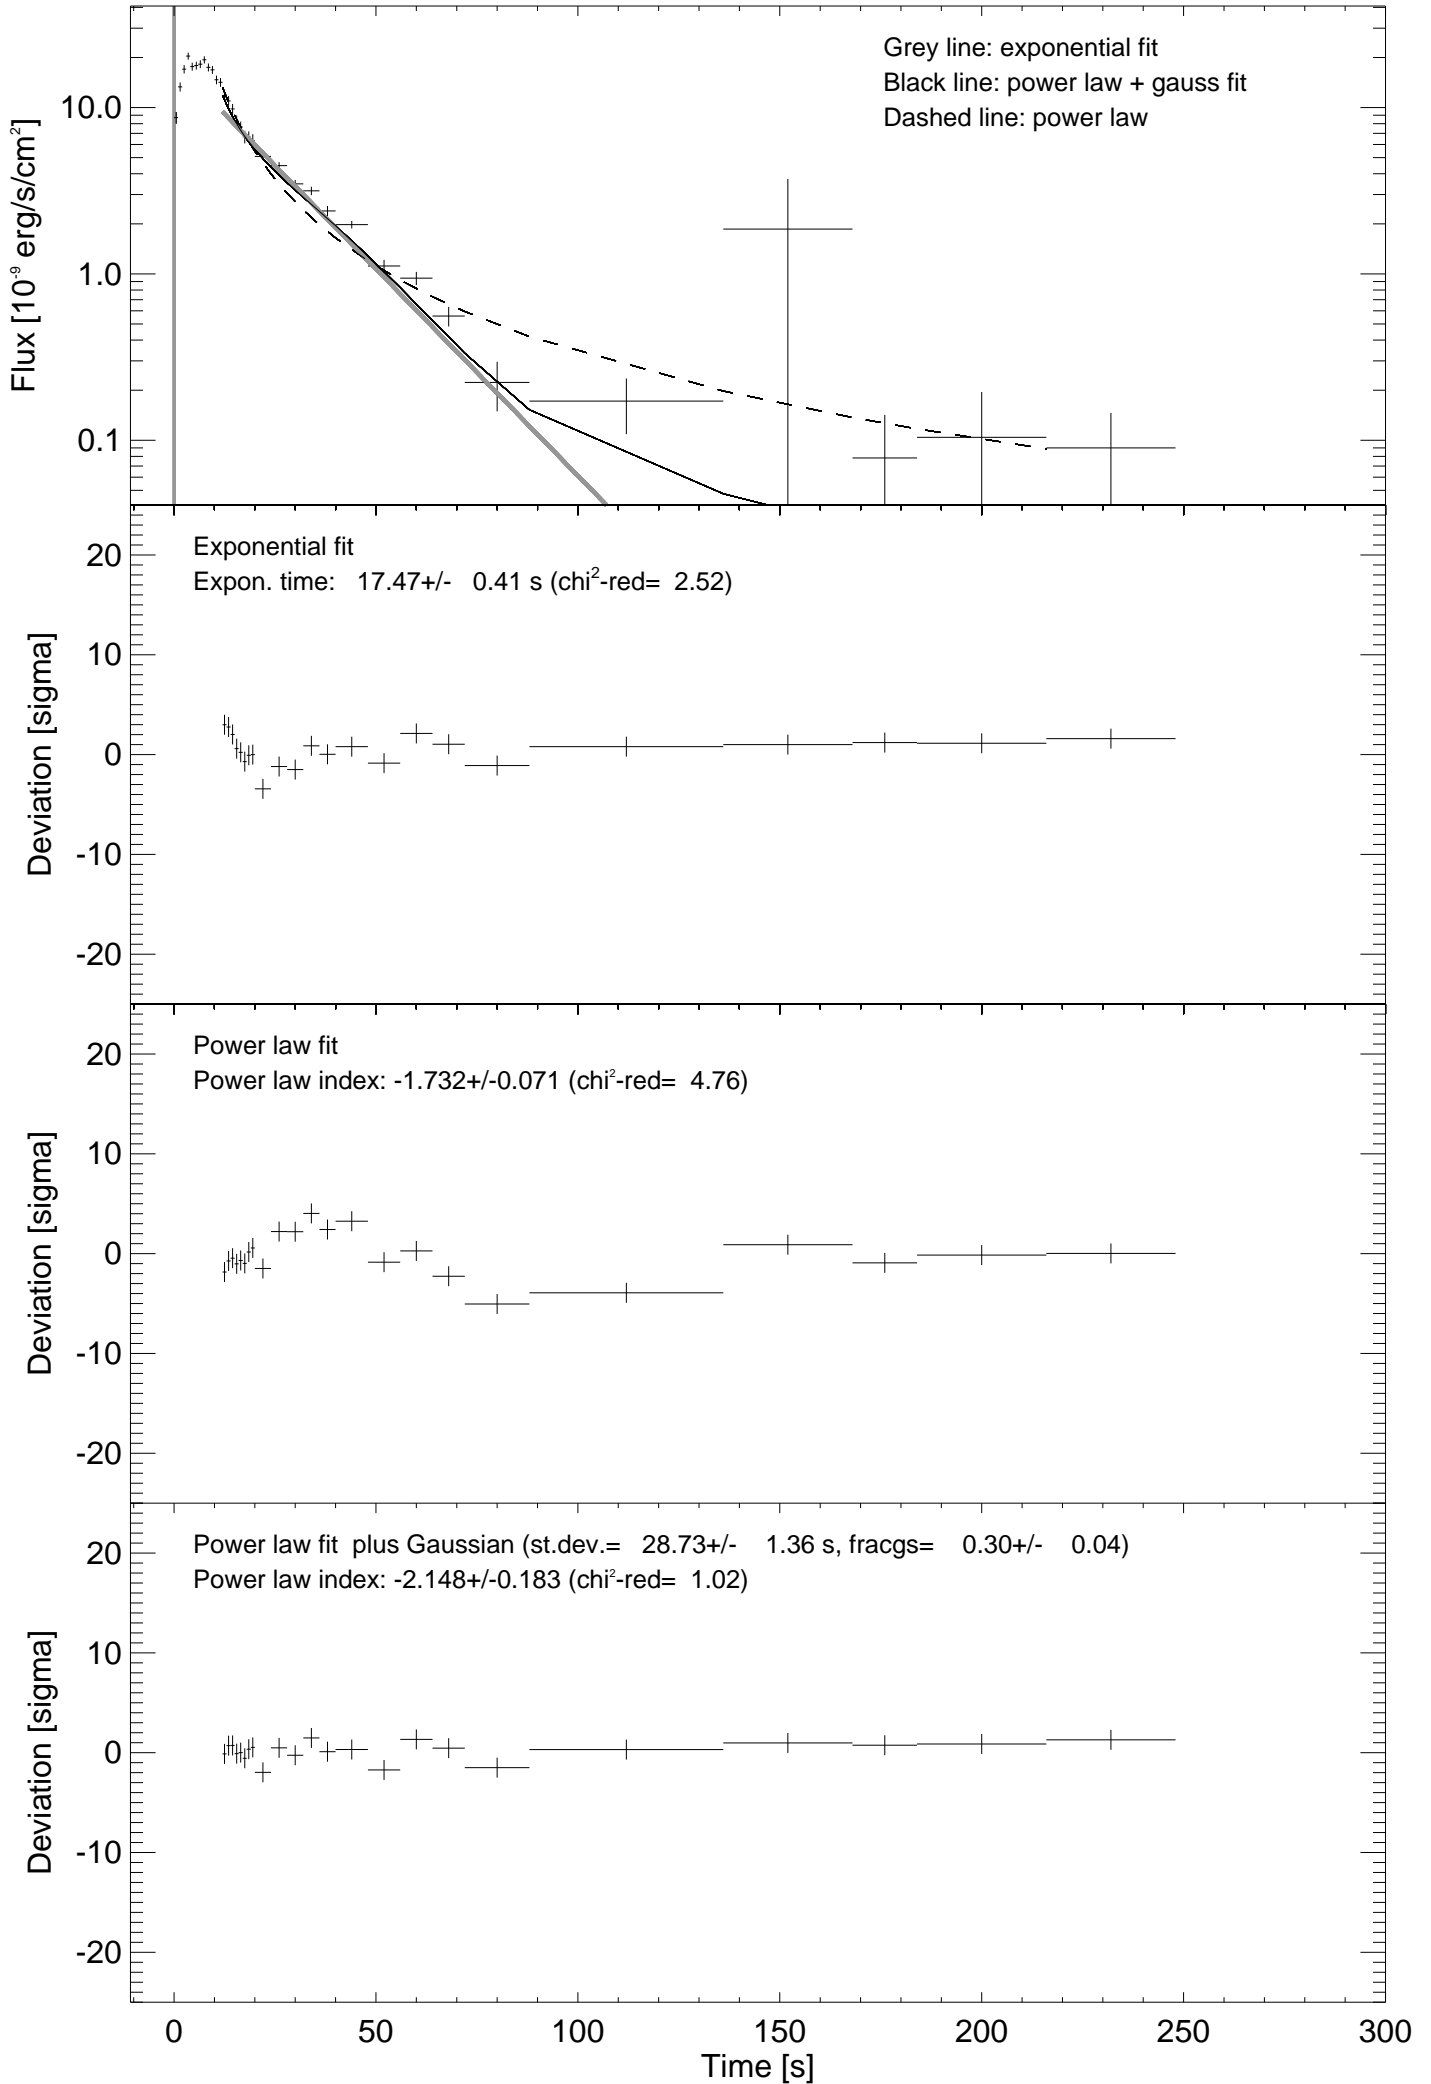 Grey line: exponential fit
Black line: power law + gauss fit
Dashed line: power law
Flux [10⁻⁹ erg/s/cm²]
10.0
1.0
0.1
Exponential fit
Expon. time: 17.47+/- 0.41 s (chi²-red= 2.52)
Deviation [sigma]
20
10
0
-10
-20
Power law fit
Power law index: -1.732+/-0.071 (chi²-red= 4.76)
Deviation [sigma]
20
10
0
-10
-20
Power law fit plus Gaussian (st.dev.= 28.73+/- 1.36 s, fracgs= 0.30+/- 0.04)
Power law index: -2.148+/-0.183 (chi²-red= 1.02)
Deviation [sigma]
20
10
0
-10
-20
0 50 100 150 200 250 300
Time [s]